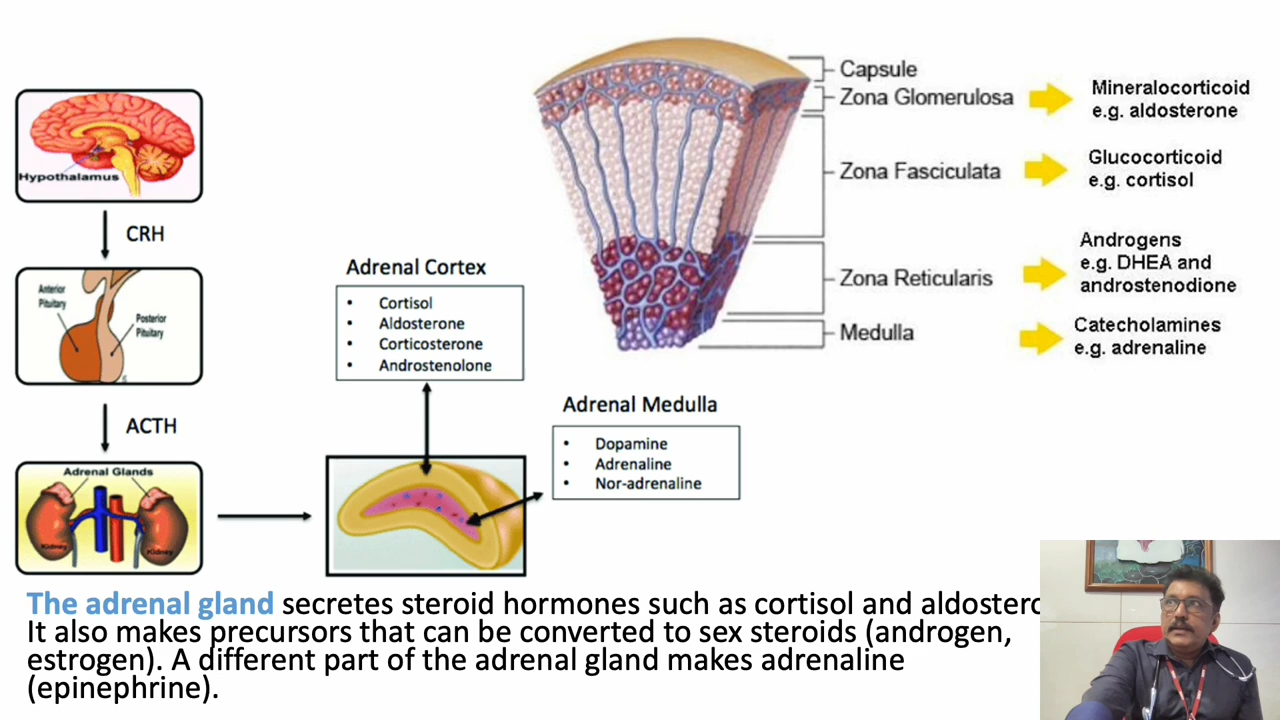 Hypothalamus
CRH
Anterior
Pituitary
Posterior
Pituitary
ACTH
Adrenal Glands
Kidney
Kidney
Adrenal Cortex
• Cortisol
• Aldosterone
• Corticosterone
• Androstenolone
Adrenal Medulla
• Dopamine
• Adrenaline
• Nor-adrenaline
Capsule
Zona Glomerulosa
Mineralocorticoid
e.g. aldosterone
Zona Fasciculata
Glucocorticoid
e.g. cortisol
Zona Reticularis
Androgens
e.g. DHEA and
androstenodione
Medulla
Catecholamines
e.g. adrenaline
The adrenal gland secretes steroid hormones such as cortisol and aldostero
It also makes precursors that can be converted to sex steroids (androgen,
estrogen). A different part of the adrenal gland makes adrenaline
(epinephrine).